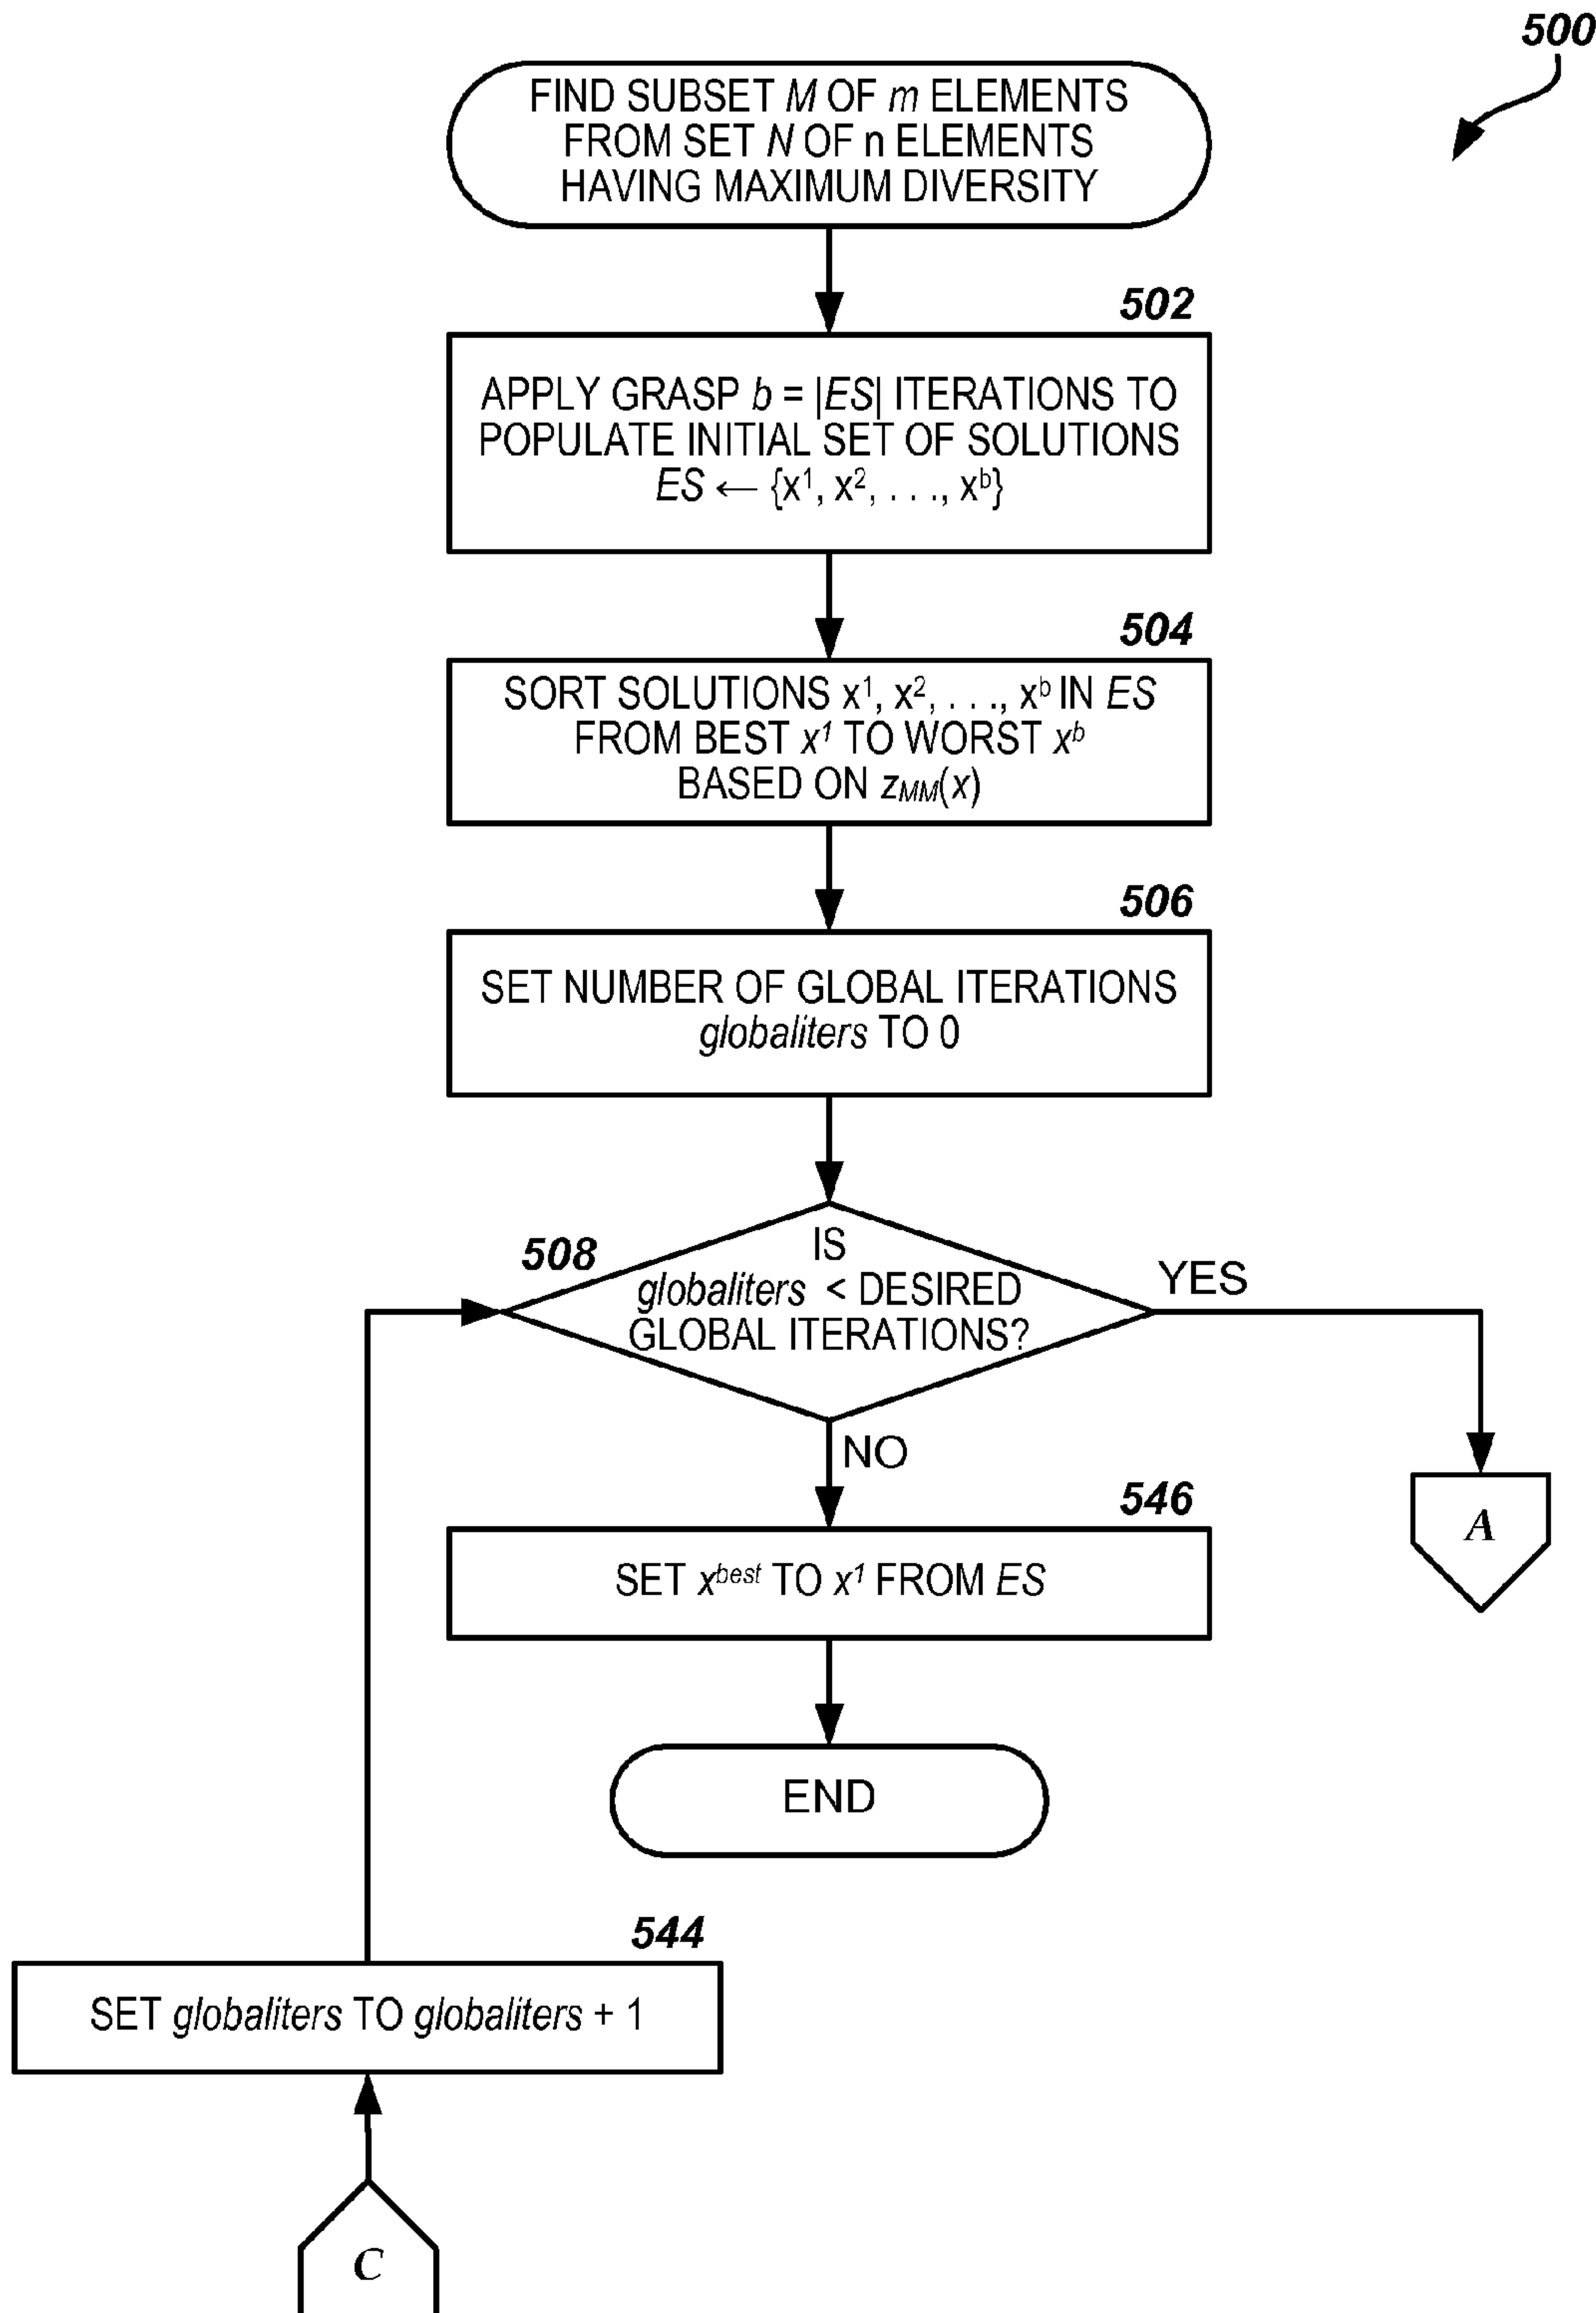 500
FIND SUBSET M OF m ELEMENTS
FROM SET N OF n ELEMENTS
HAVING MAXIMUM DIVERSITY
502
APPLY GRASP b = |ES| ITERATIONS TO
POPULATE INITIAL SET OF SOLUTIONS
ES ← {x¹, x², . . ., xᵇ}
504
SORT SOLUTIONS x¹, x², . . ., xᵇ IN ES
FROM BEST x¹ TO WORST xᵇ
BASED ON z_MM(x)
506
SET NUMBER OF GLOBAL ITERATIONS
globaliters TO 0
508
IS
globaliters < DESIRED
GLOBAL ITERATIONS?
YES
NO
A
546
SET x^best TO x¹ FROM ES
END
544
SET globaliters TO globaliters + 1
C